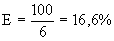 E = 100/6 = 16,6%